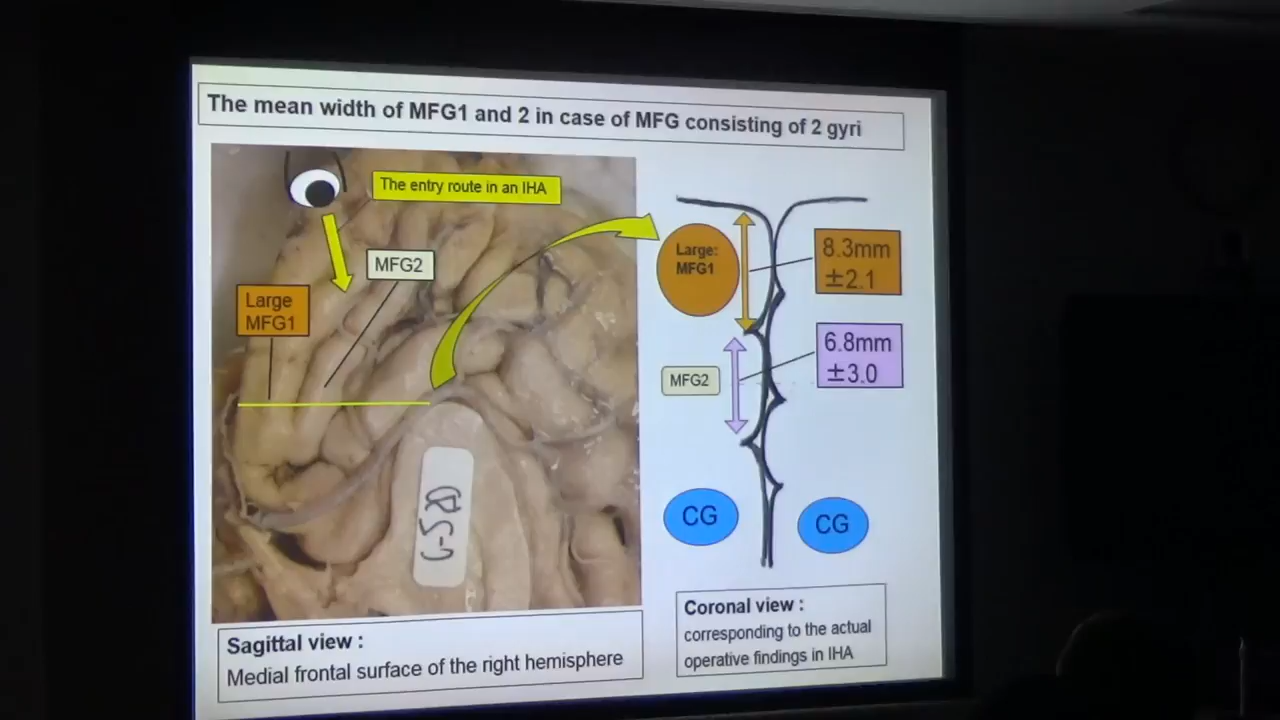 The mean width of MFG1 and 2 in case of MFG consisting of 2 gyri
The entry route in an IHA
MFG2
Large
MFG1
Large:
MFG1
8.3mm
±2.1
6.8mm
±3.0
MFG2
CG
CG
Sagittal view :
Medial frontal surface of the right hemisphere
Coronal view :
corresponding to the actual
operative findings in IHA